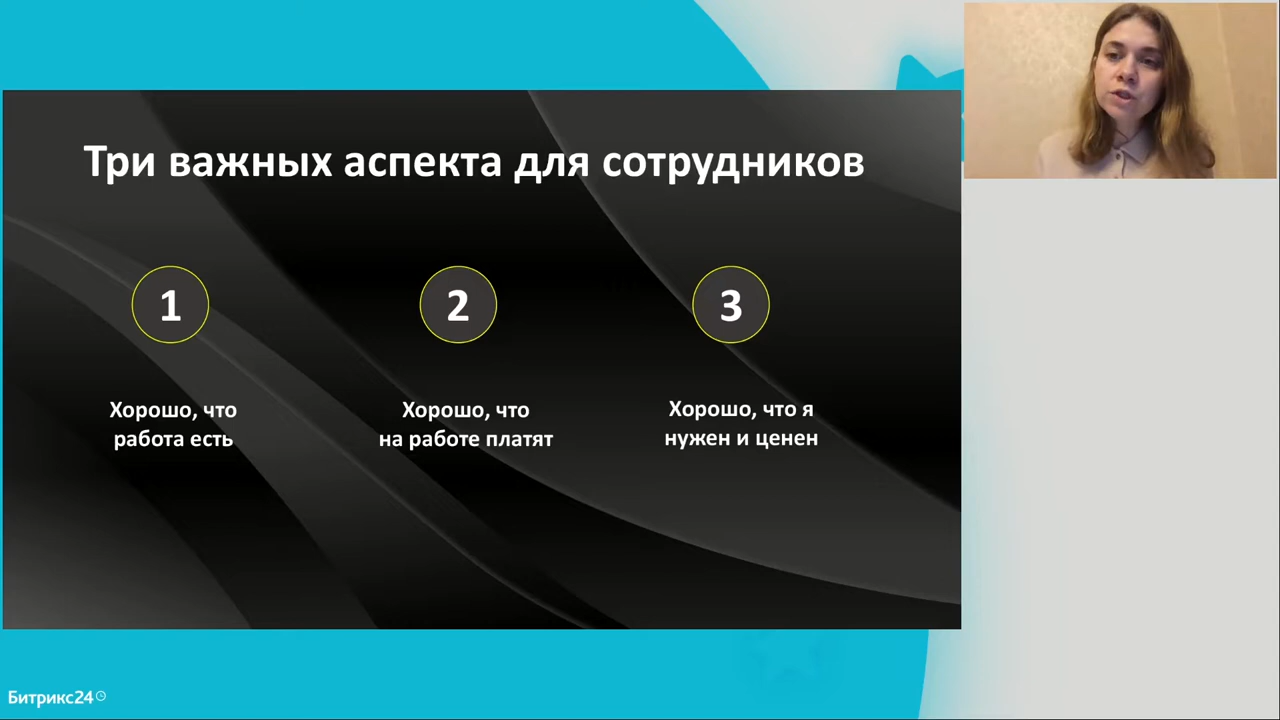 Три важных аспекта для сотрудников
1
2
3
Хорошо, что
работа есть
Хорошо, что
на работе платят
Хорошо, что я
нужен и ценен
Битрикс24